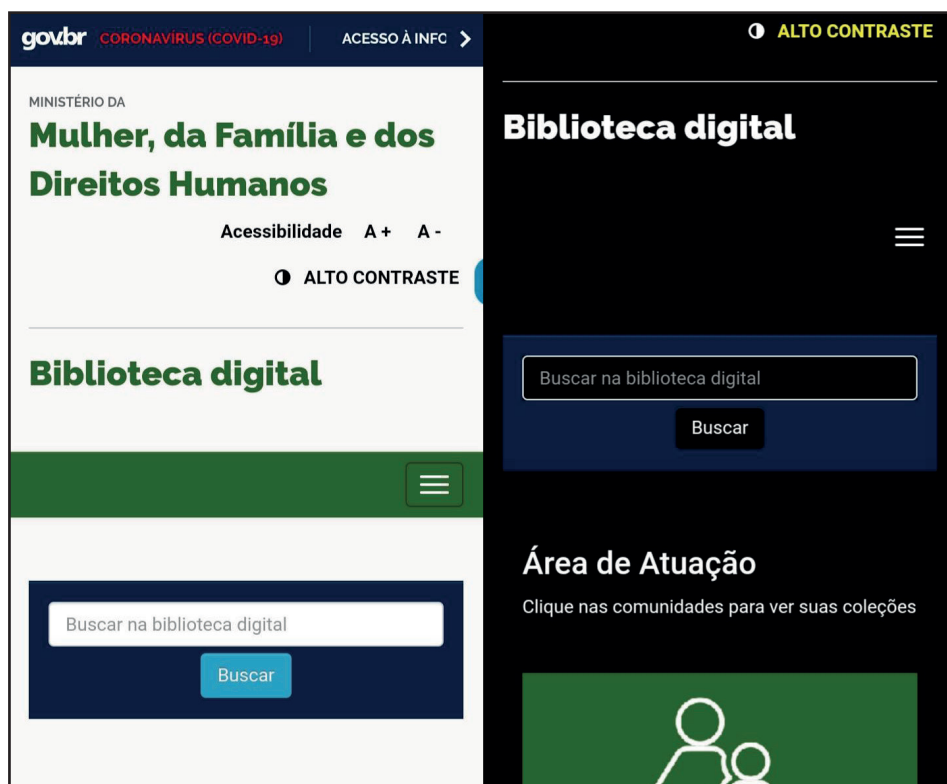 gov.br CORONAVÍRUS (COVID-19) ACESSO À INFC
MINISTÉRIO DA
Mulher, da Família e dos
Direitos Humanos
Acessibilidade A + A -
ALTO CONTRASTE
Biblioteca digital
Buscar na biblioteca digital
Buscar
ALTO CONTRASTE
Biblioteca digital
Buscar na biblioteca digital
Buscar
Área de Atuação
Clique nas comunidades para ver suas coleções